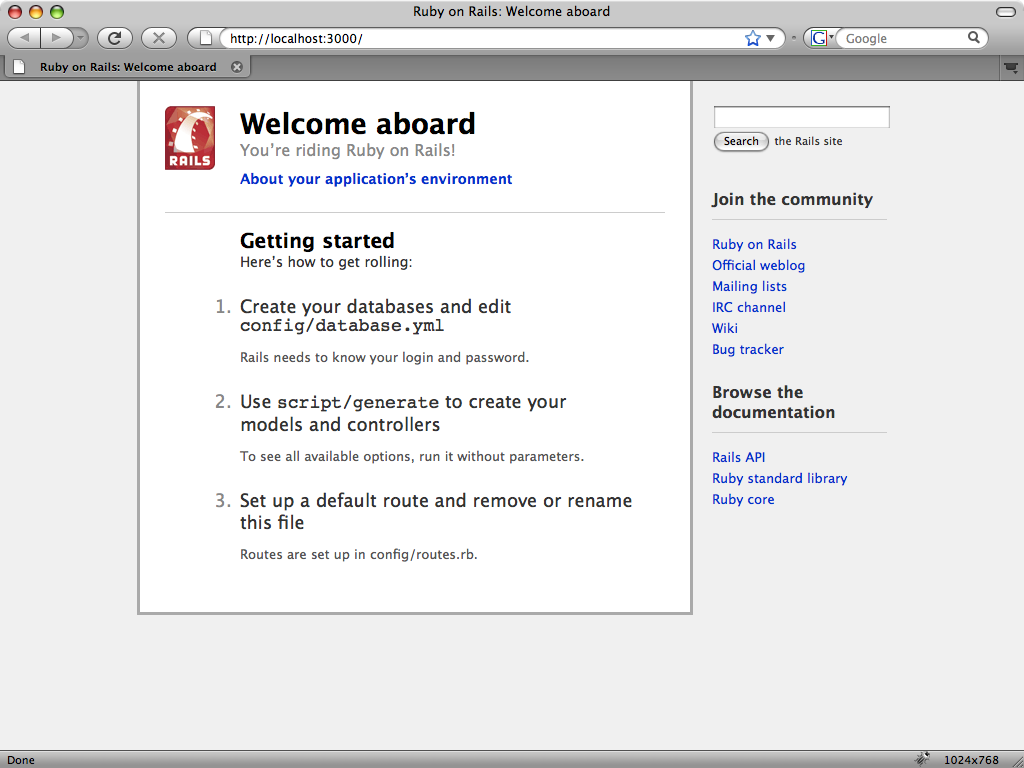 Ruby on Rails: Welcome aboard
http://localhost:3000/
G
Google
Ruby on Rails: Welcome aboard
RAILS
Welcome aboard
You’re riding Ruby on Rails!
About your application’s environment
Getting started
Here’s how to get rolling:
1. Create your databases and edit
config/database.yml
Rails needs to know your login and password.
2. Use script/generate to create your
models and controllers
To see all available options, run it without parameters.
3. Set up a default route and remove or rename
this file
Routes are set up in config/routes.rb.
Search the Rails site
Join the community
Ruby on Rails
Official weblog
Mailing lists
IRC channel
Wiki
Bug tracker
Browse the
documentation
Rails API
Ruby standard library
Ruby core
Done
1024x768